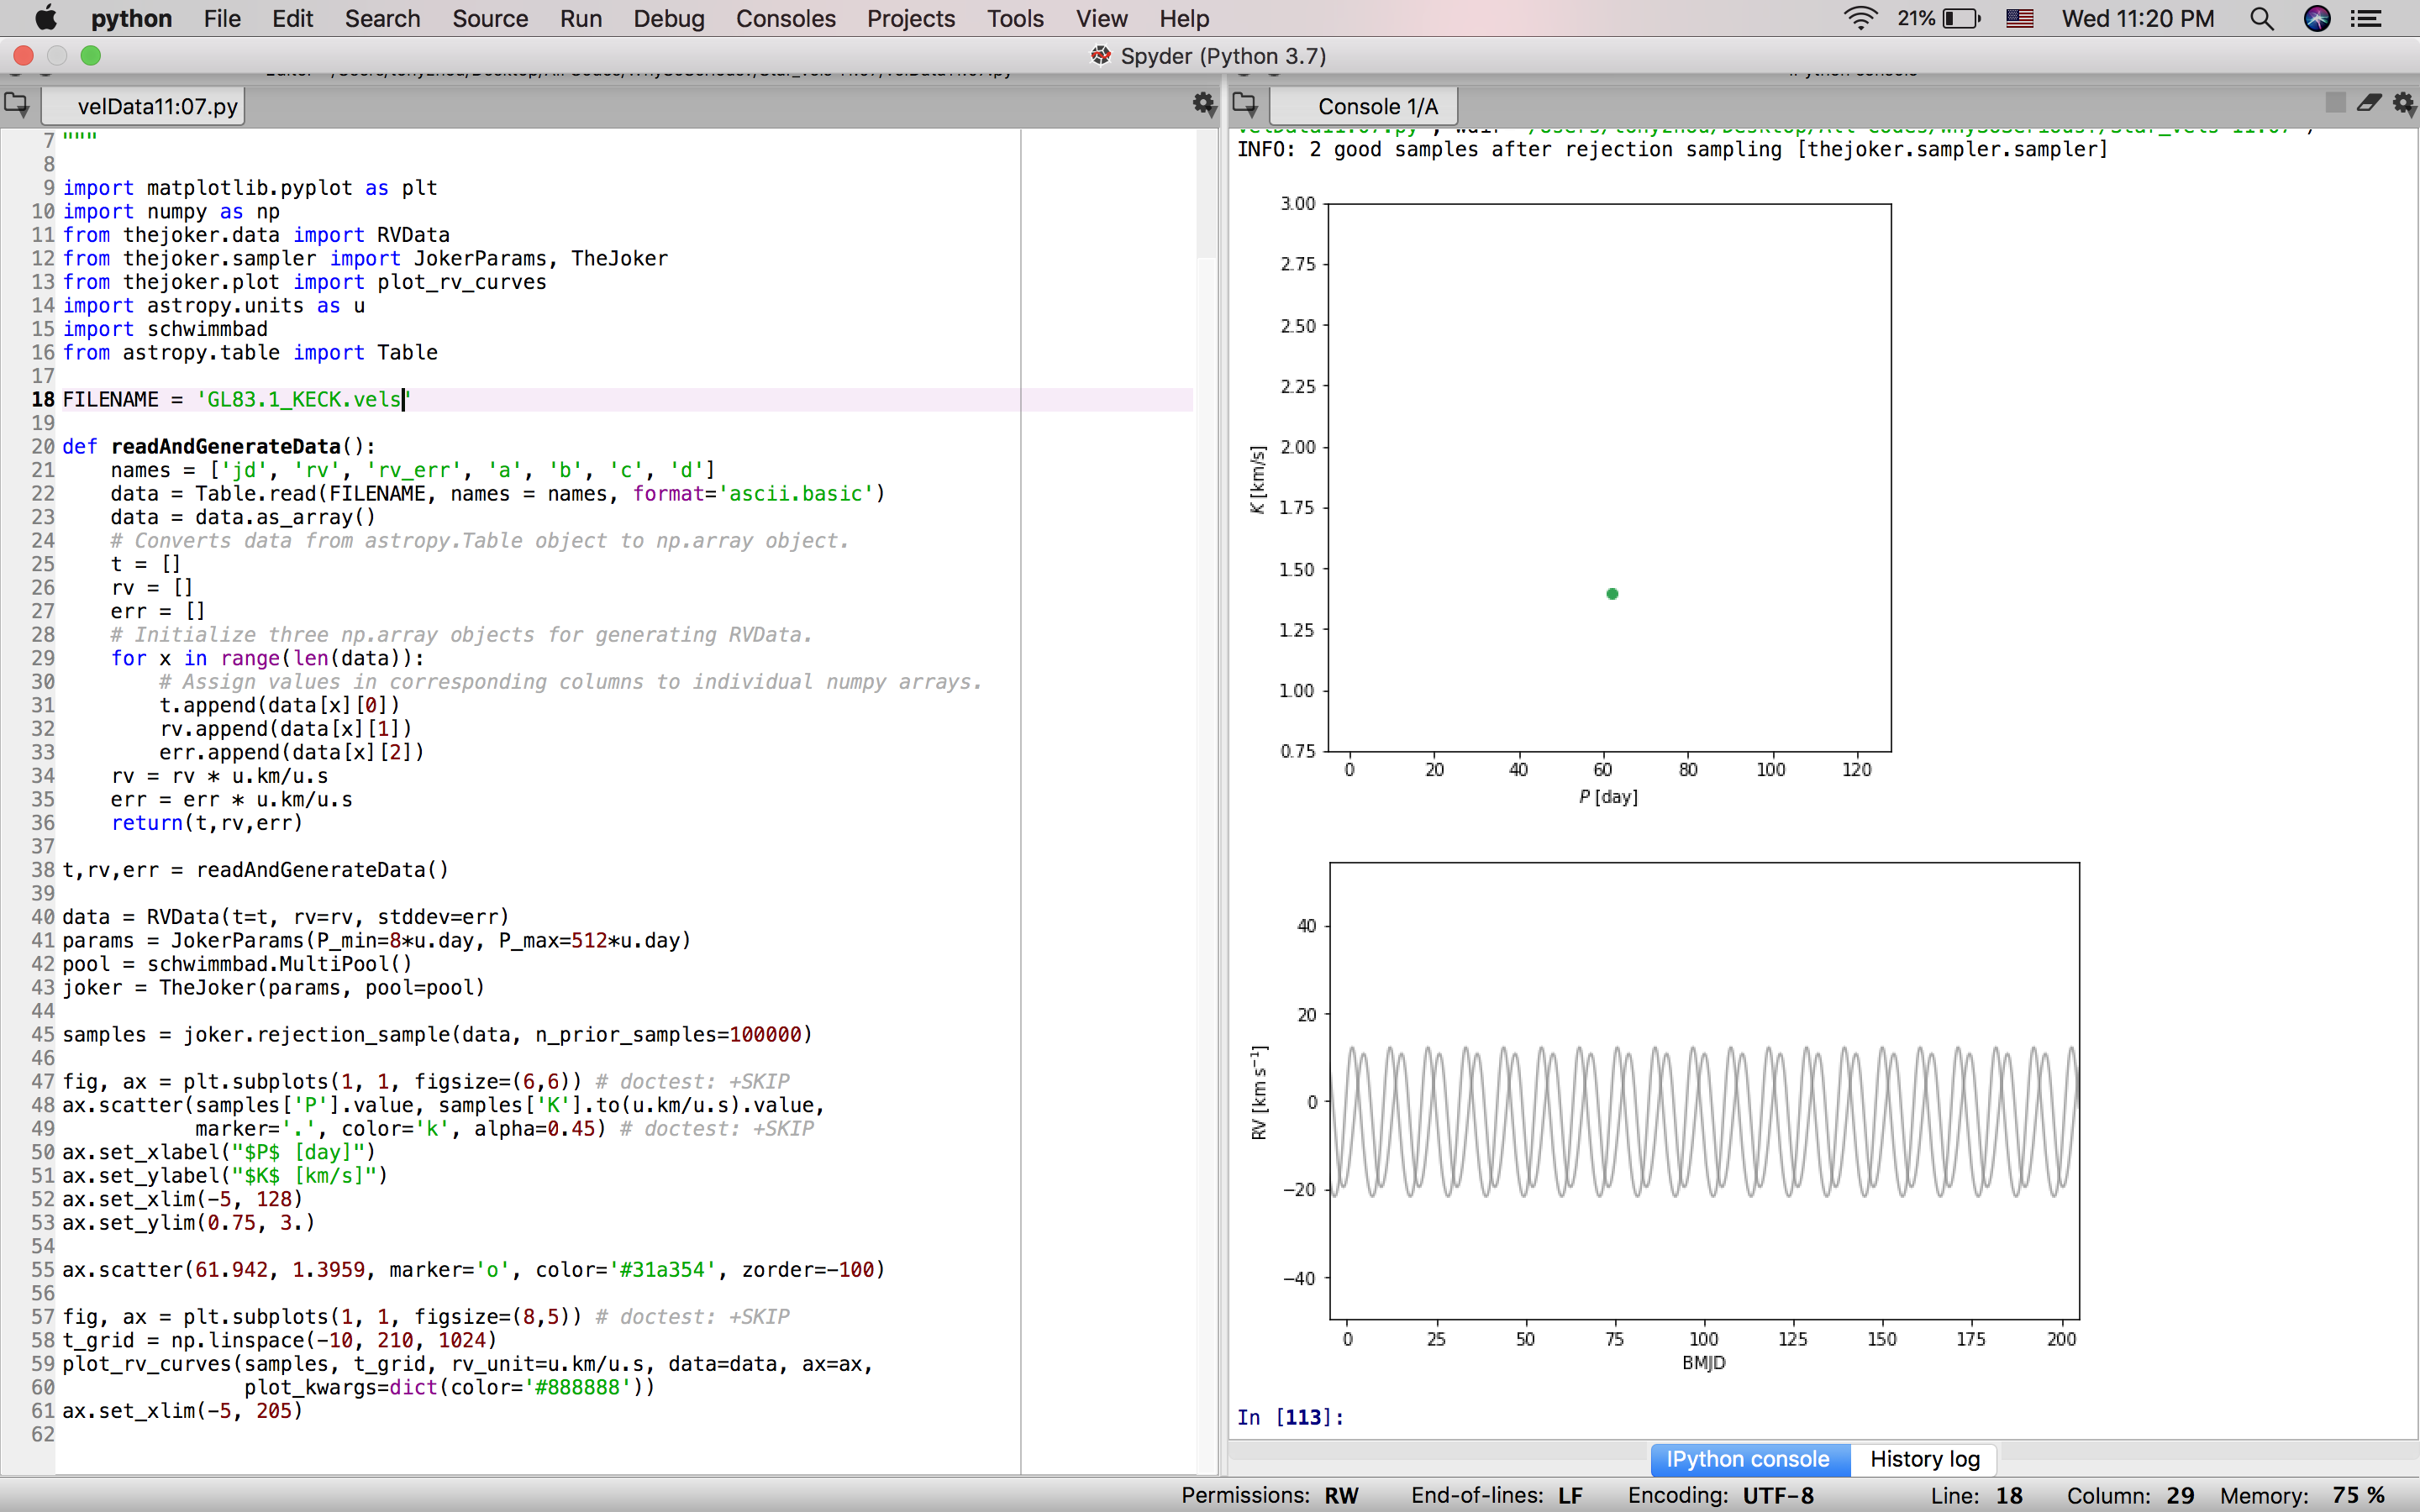 python File Edit Search Source Run Debug Consoles Projects Tools View Help 21% Wed 11:20 PM
Spyder (Python 3.7)
velData11:07.py
7 """
8
9 import matplotlib.pyplot as plt
10 import numpy as np
11 from thejoker.data import RVData
12 from thejoker.sampler import JokerParams, TheJoker
13 from thejoker.plot import plot_rv_curves
14 import astropy.units as u
15 import schwimmbad
16 from astropy.table import Table
17
18 FILENAME = 'GL83.1_KECK.vels'
19
20 def readAndGenerateData():
21     names = ['jd', 'rv', 'rv_err', 'a', 'b', 'c', 'd']
22     data = Table.read(FILENAME, names = names, format='ascii.basic')
23     data = data.as_array()
24     # Converts data from astropy.Table object to np.array object.
25     t = []
26     rv = []
27     err = []
28     # Initialize three np.array objects for generating RVData.
29     for x in range(len(data)):
30         # Assign values in corresponding columns to individual numpy arrays.
31         t.append(data[x][0])
32         rv.append(data[x][1])
33         err.append(data[x][2])
34     rv = rv * u.km/u.s
35     err = err * u.km/u.s
36     return(t,rv,err)
37
38 t,rv,err = readAndGenerateData()
39
40 data = RVData(t=t, rv=rv, stddev=err)
41 params = JokerParams(P_min=8*u.day, P_max=512*u.day)
42 pool = schwimmbad.MultiPool()
43 joker = TheJoker(params, pool=pool)
44
45 samples = joker.rejection_sample(data, n_prior_samples=100000)
46
47 fig, ax = plt.subplots(1, 1, figsize=(6,6)) # doctest: +SKIP
48 ax.scatter(samples['P'].value, samples['K'].to(u.km/u.s).value,
49            marker='.', color='k', alpha=0.45) # doctest: +SKIP
50 ax.set_xlabel("$P$ [day]")
51 ax.set_ylabel("$K$ [km/s]")
52 ax.set_xlim(-5, 128)
53 ax.set_ylim(0.75, 3.)
54
55 ax.scatter(61.942, 1.3959, marker='o', color='#31a354', zorder=-100)
56
57 fig, ax = plt.subplots(1, 1, figsize=(8,5)) # doctest: +SKIP
58 t_grid = np.linspace(-10, 210, 1024)
59 plot_rv_curves(samples, t_grid, rv_unit=u.km/u.s, data=data, ax=ax,
60                plot_kwargs=dict(color='#888888'))
61 ax.set_xlim(-5, 205)
62
Console 1/A
INFO: 2 good samples after rejection sampling [thejoker.sampler.sampler]
3.00
2.75
2.50
2.25
2.00
1.75
1.50
1.25
1.00
0.75
K [km/s]
0 20 40 60 80 100 120
P [day]
40
20
0
−20
−40
RV [km s⁻¹]
0 25 50 75 100 125 150 175 200
BMJD
In [113]:
IPython console History log
Permissions: RW End-of-lines: LF Encoding: UTF-8 Line: 18 Column: 29 Memory: 75 %